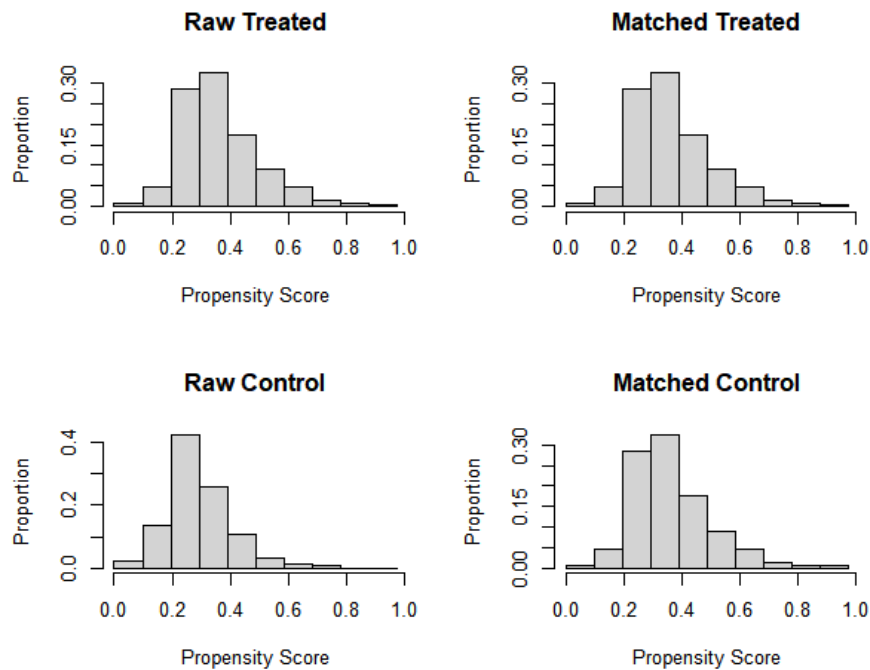 Raw Treated
Proportion
0.00 0.15 0.30
0.0 0.2 0.4 0.6 0.8 1.0
Propensity Score
Matched Treated
Proportion
0.00 0.15 0.30
0.0 0.2 0.4 0.6 0.8 1.0
Propensity Score
Raw Control
Proportion
0.0 0.2 0.4
0.0 0.2 0.4 0.6 0.8 1.0
Propensity Score
Matched Control
Proportion
0.00 0.15 0.30
0.0 0.2 0.4 0.6 0.8 1.0
Propensity Score